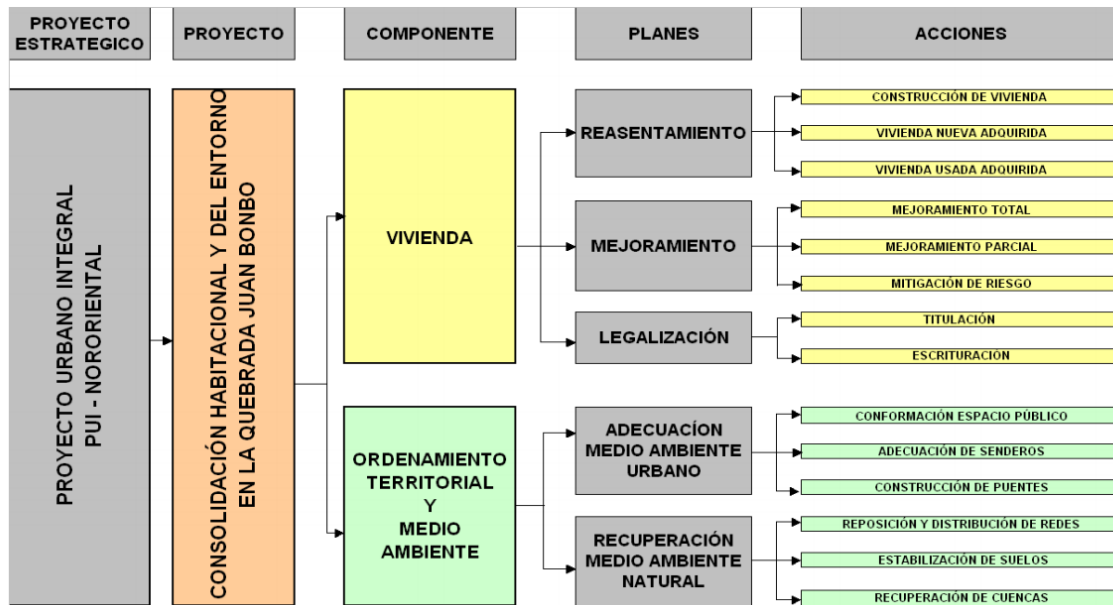 PROYECTO
ESTRATEGICO
PROYECTO
COMPONENTE
PLANES
ACCIONES
PROYECTO URBANO INTEGRAL
PUI - NORORIENTAL
CONSOLIDACIÓN HABITACIONAL Y DEL ENTORNO
EN LA QUEBRADA JUAN BONBO
VIVIENDA
REASENTAMIENTO
CONSTRUCCIÓN DE VIVIENDA
VIVIENDA NUEVA ADQUIRIDA
VIVIENDA USADA ADQUIRIDA
MEJORAMIENTO
MEJORAMIENTO TOTAL
MEJORAMIENTO PARCIAL
MITIGACIÓN DE RIESGO
LEGALIZACIÓN
TITULACIÓN
ESCRITURACIÓN
ORDENAMIENTO
TERRITORIAL
Y
MEDIO
AMBIENTE
ADECUACÍON
MEDIO AMBIENTE
URBANO
CONFORMACIÓN ESPACIO PÚBLICO
ADECUACIÓN DE SENDEROS
CONSTRUCCIÓN DE PUENTES
RECUPERACIÓN
MEDIO AMBIENTE
NATURAL
REPOSICIÓN Y DISTRIBUCIÓN DE REDES
ESTABILIZACIÓN DE SUELOS
RECUPERACIÓN DE CUENCAS